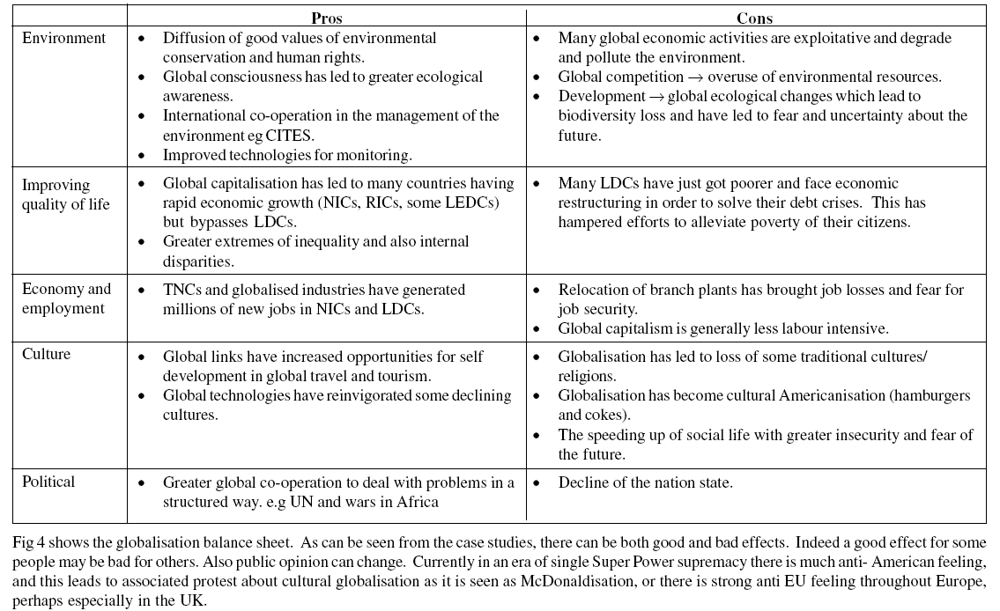 Pros Cons
Environment
• Diffusion of good values of environmental
conservation and human rights.
• Global consciousness has led to greater ecological
awareness.
• International co-operation in the management of the
environment eg CITES.
• Improved technologies for monitoring.
• Many global economic activities are exploitative and degrade
and pollute the environment.
• Global competition → overuse of environmental resources.
• Development → global ecological changes which lead to
biodiversity loss and have led to fear and uncertainty about the
future.
Improving
quality of life
• Global capitalisation has led to many countries having
rapid economic growth (NICs, RICs, some LEDCs)
but bypasses LDCs.
• Greater extremes of inequality and also internal
disparities.
• Many LDCs have just got poorer and face economic
restructuring in order to solve their debt crises. This has
hampered efforts to alleviate poverty of their citizens.
Economy and
employment
• TNCs and globalised industries have generated
millions of new jobs in NICs and LDCs.
• Relocation of branch plants has brought job losses and fear for
job security.
• Global capitalism is generally less labour intensive.
Culture
• Global links have increased opportunities for self
development in global travel and tourism.
• Global technologies have reinvigorated some declining
cultures.
• Globalisation has led to loss of some traditional cultures/
religions.
• Globalisation has become cultural Americanisation (hamburgers
and cokes).
• The speeding up of social life with greater insecurity and fear of
the future.
Political
• Greater global co-operation to deal with problems in a
structured way. e.g UN and wars in Africa
• Decline of the nation state.
Fig 4 shows the globalisation balance sheet. As can be seen from the case studies, there can be both good and bad effects. Indeed a good effect for some
people may be bad for others. Also public opinion can change. Currently in an era of single Super Power supremacy there is much anti- American feeling,
and this leads to associated protest about cultural globalisation as it is seen as McDonaldisation, or there is strong anti EU feeling throughout Europe,
perhaps especially in the UK.